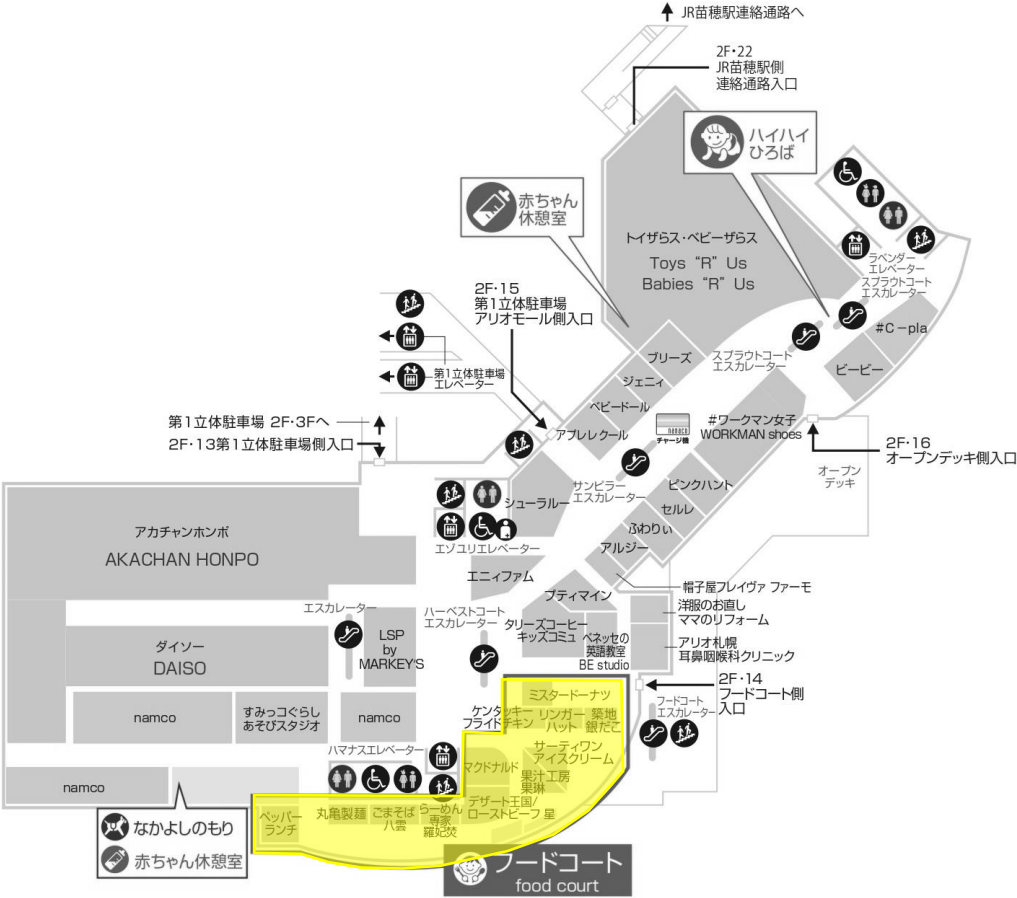 JR苗穂駅連絡通路へ
2F・22
JR苗穂駅側
連絡通路入口
ハイハイ
ひろば
赤ちゃん
休憩室
トイザらス・ベビーザらス
Toys "R" Us
Babies "R" Us
ラベンダー
エレベーター
スプラウトコート
エスカレーター
2F・15
第1立体駐車場
アリオモール側入口
#C-pla
ビービー
ブリーズ
スプラウトコート
エスカレーター
ジェニィ
第1立体駐車場
エレベーター
ベビードール
アプレレクール
nanaco
チャージ機
#ワークマン女子
WORKMAN shoes
第1立体駐車場 2F・3Fへ
2F・13第1立体駐車場側入口
2F・16
オープンデッキ側入口
オープン
デッキ
サンピラー
エスカレーター
ピンクハント
シューラルー
セルレ
ふわりぃ
アルジー
エゾユリエレベーター
アカチャンホンポ
AKACHAN HONPO
エニィファム
プティマイン
帽子屋フレイヴァ ファーモ
洋服のお直し
ママのリフォーム
エスカレーター
ハーベストコート
エスカレーター
タリーズコーヒー
キッズコミュ
ベネッセの
英語教室
BE studio
アリオ札幌
耳鼻咽喉科クリニック
LSP
by
MARKEY'S
ダイソー
DAISO
2F・14
フードコート側
入口
フードコート
エスカレーター
ミスタードーナツ
ケンタッキー
フライドチキン
リンガー
ハット
築地
銀だこ
namco
すみっコぐらし
あそびスタジオ
namco
ハマナスエレベーター
サーティワン
アイスクリーム
マクドナルド
果汁工房
果琳
namco
デザート王国/
ローストビーフ 星
ペッパー
ランチ
丸亀製麺
ごまそば
八雲
らーめん
専家
羅妃焚
なかよしのもり
赤ちゃん休憩室
フードコート
food court